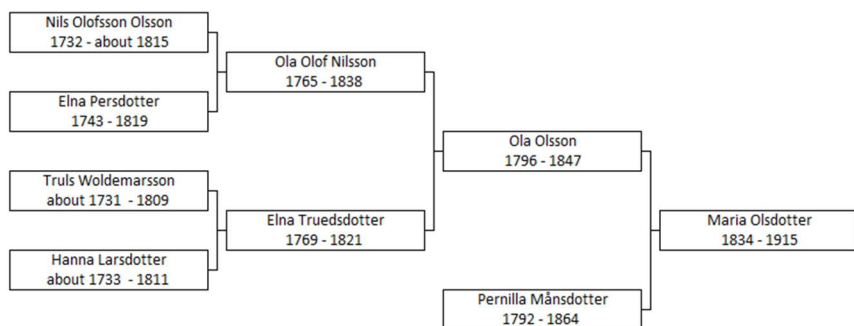 Nils Olofsson Olsson
1732 - about 1815
Elna Persdotter
1743 - 1819
Truls Woldemarsson
about 1731  - 1809
Hanna Larsdotter
about 1733  - 1811
Ola Olof Nilsson
1765 - 1838
Elna Truedsdotter
1769 - 1821
Ola Olsson
1796 - 1847
Pernilla Månsdotter
1792 - 1864
Maria Olsdotter
1834 - 1915